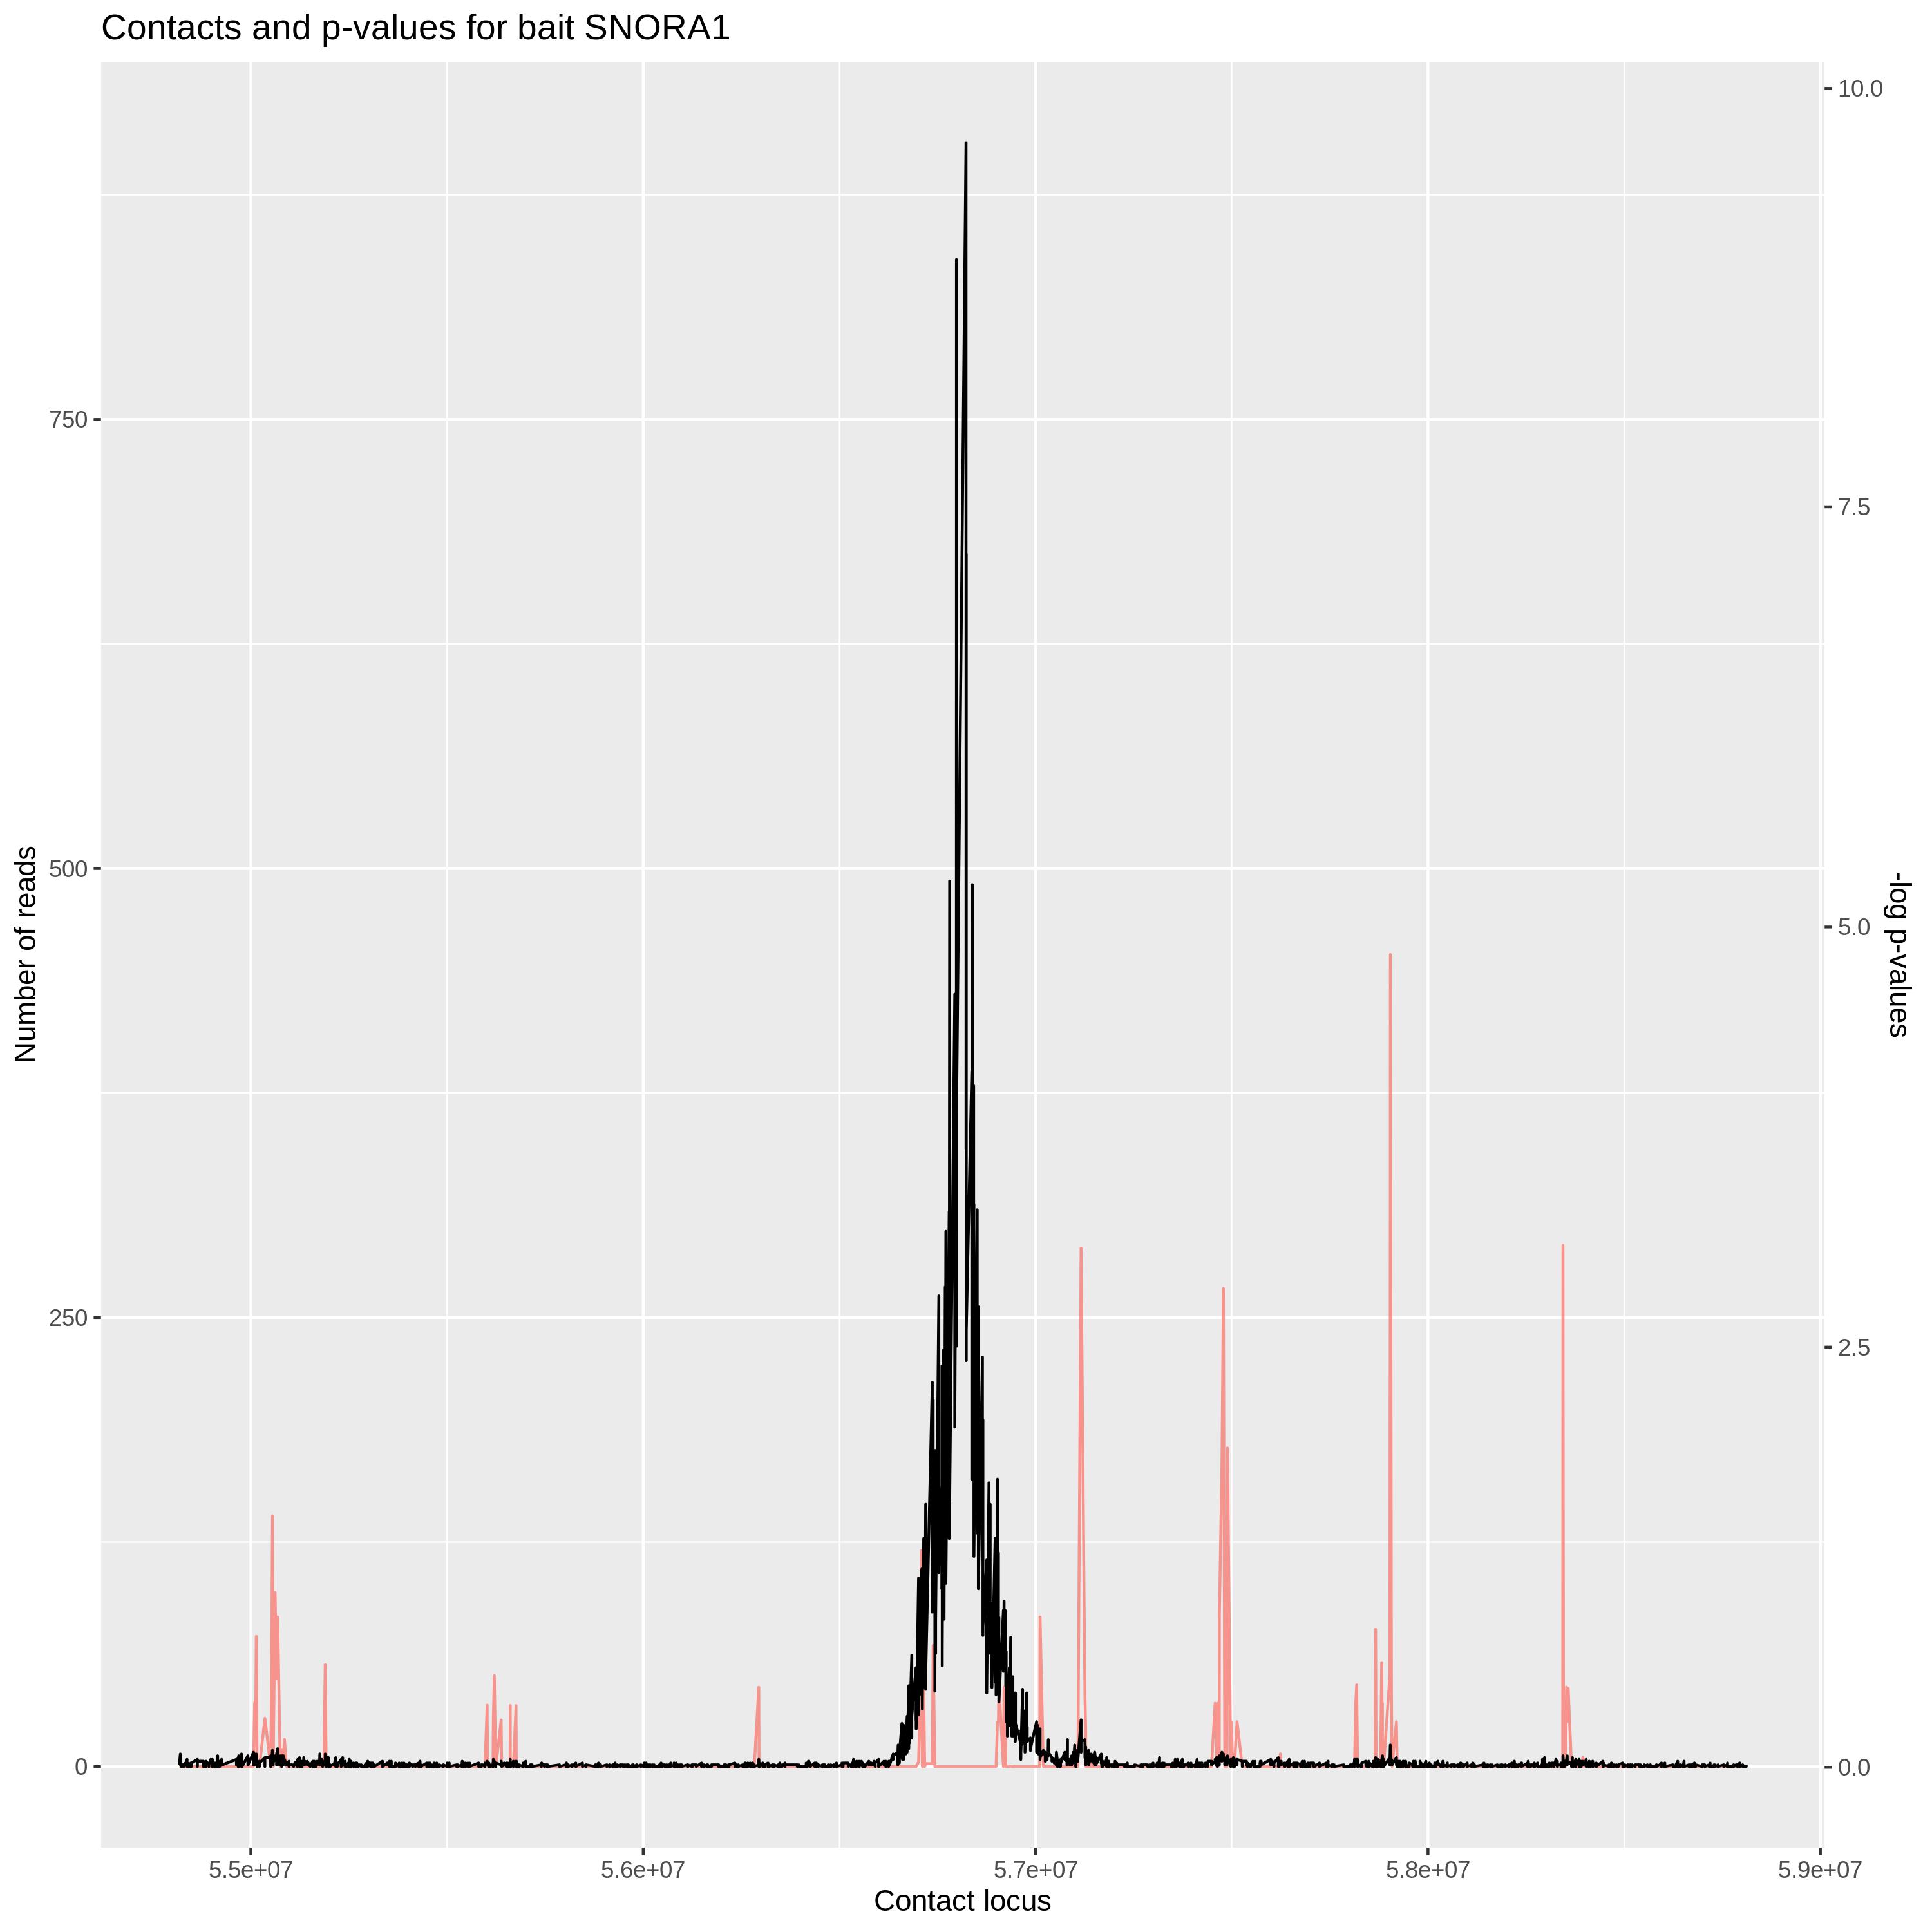 Contacts and p-values for bait SNORA1
10.0
750
7.5
500
5.0
Number of reads
-log p-values
250
2.5
0
0.0
5.5e+07
5.6e+07
5.7e+07
5.8e+07
5.9e+07
Contact locus